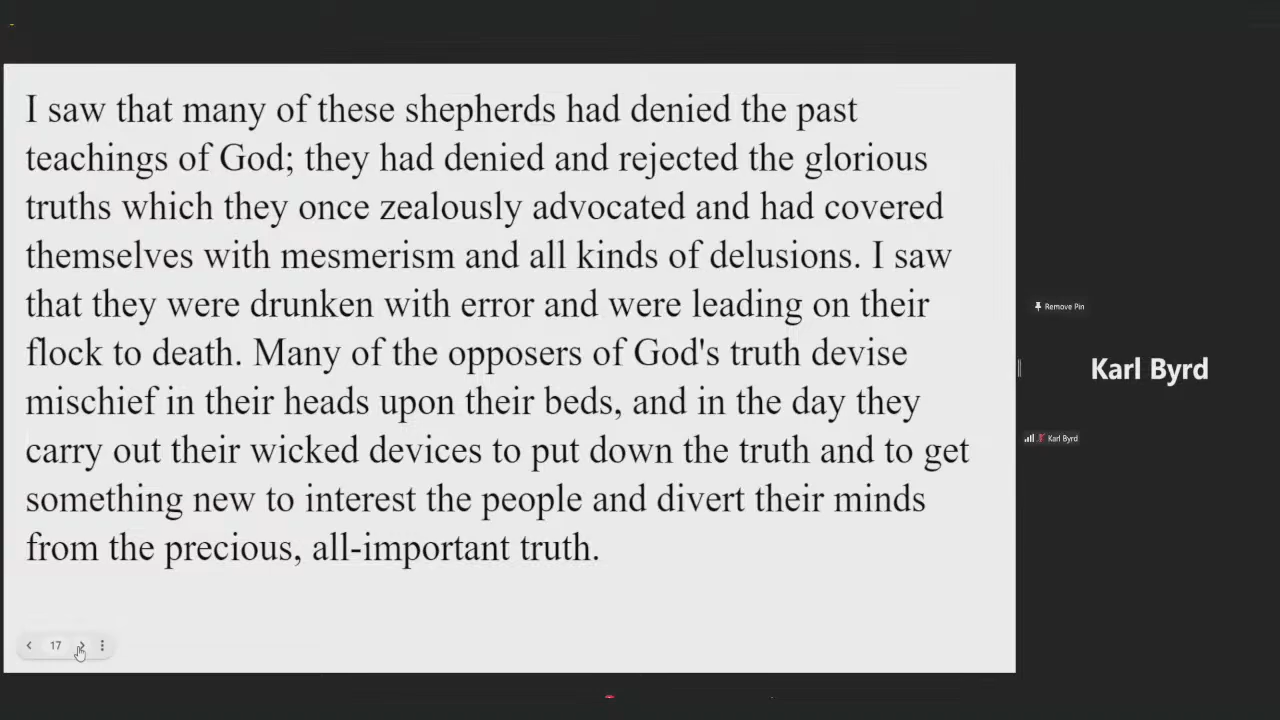 I saw that many of these shepherds had denied the past
teachings of God; they had denied and rejected the glorious
truths which they once zealously advocated and had covered
themselves with mesmerism and all kinds of delusions. I saw
that they were drunken with error and were leading on their
flock to death. Many of the opposers of God's truth devise
mischief in their heads upon their beds, and in the day they
carry out their wicked devices to put down the truth and to get
something new to interest the people and divert their minds
from the precious, all-important truth.
17
Remove Pin
Karl Byrd
Karl Byrd